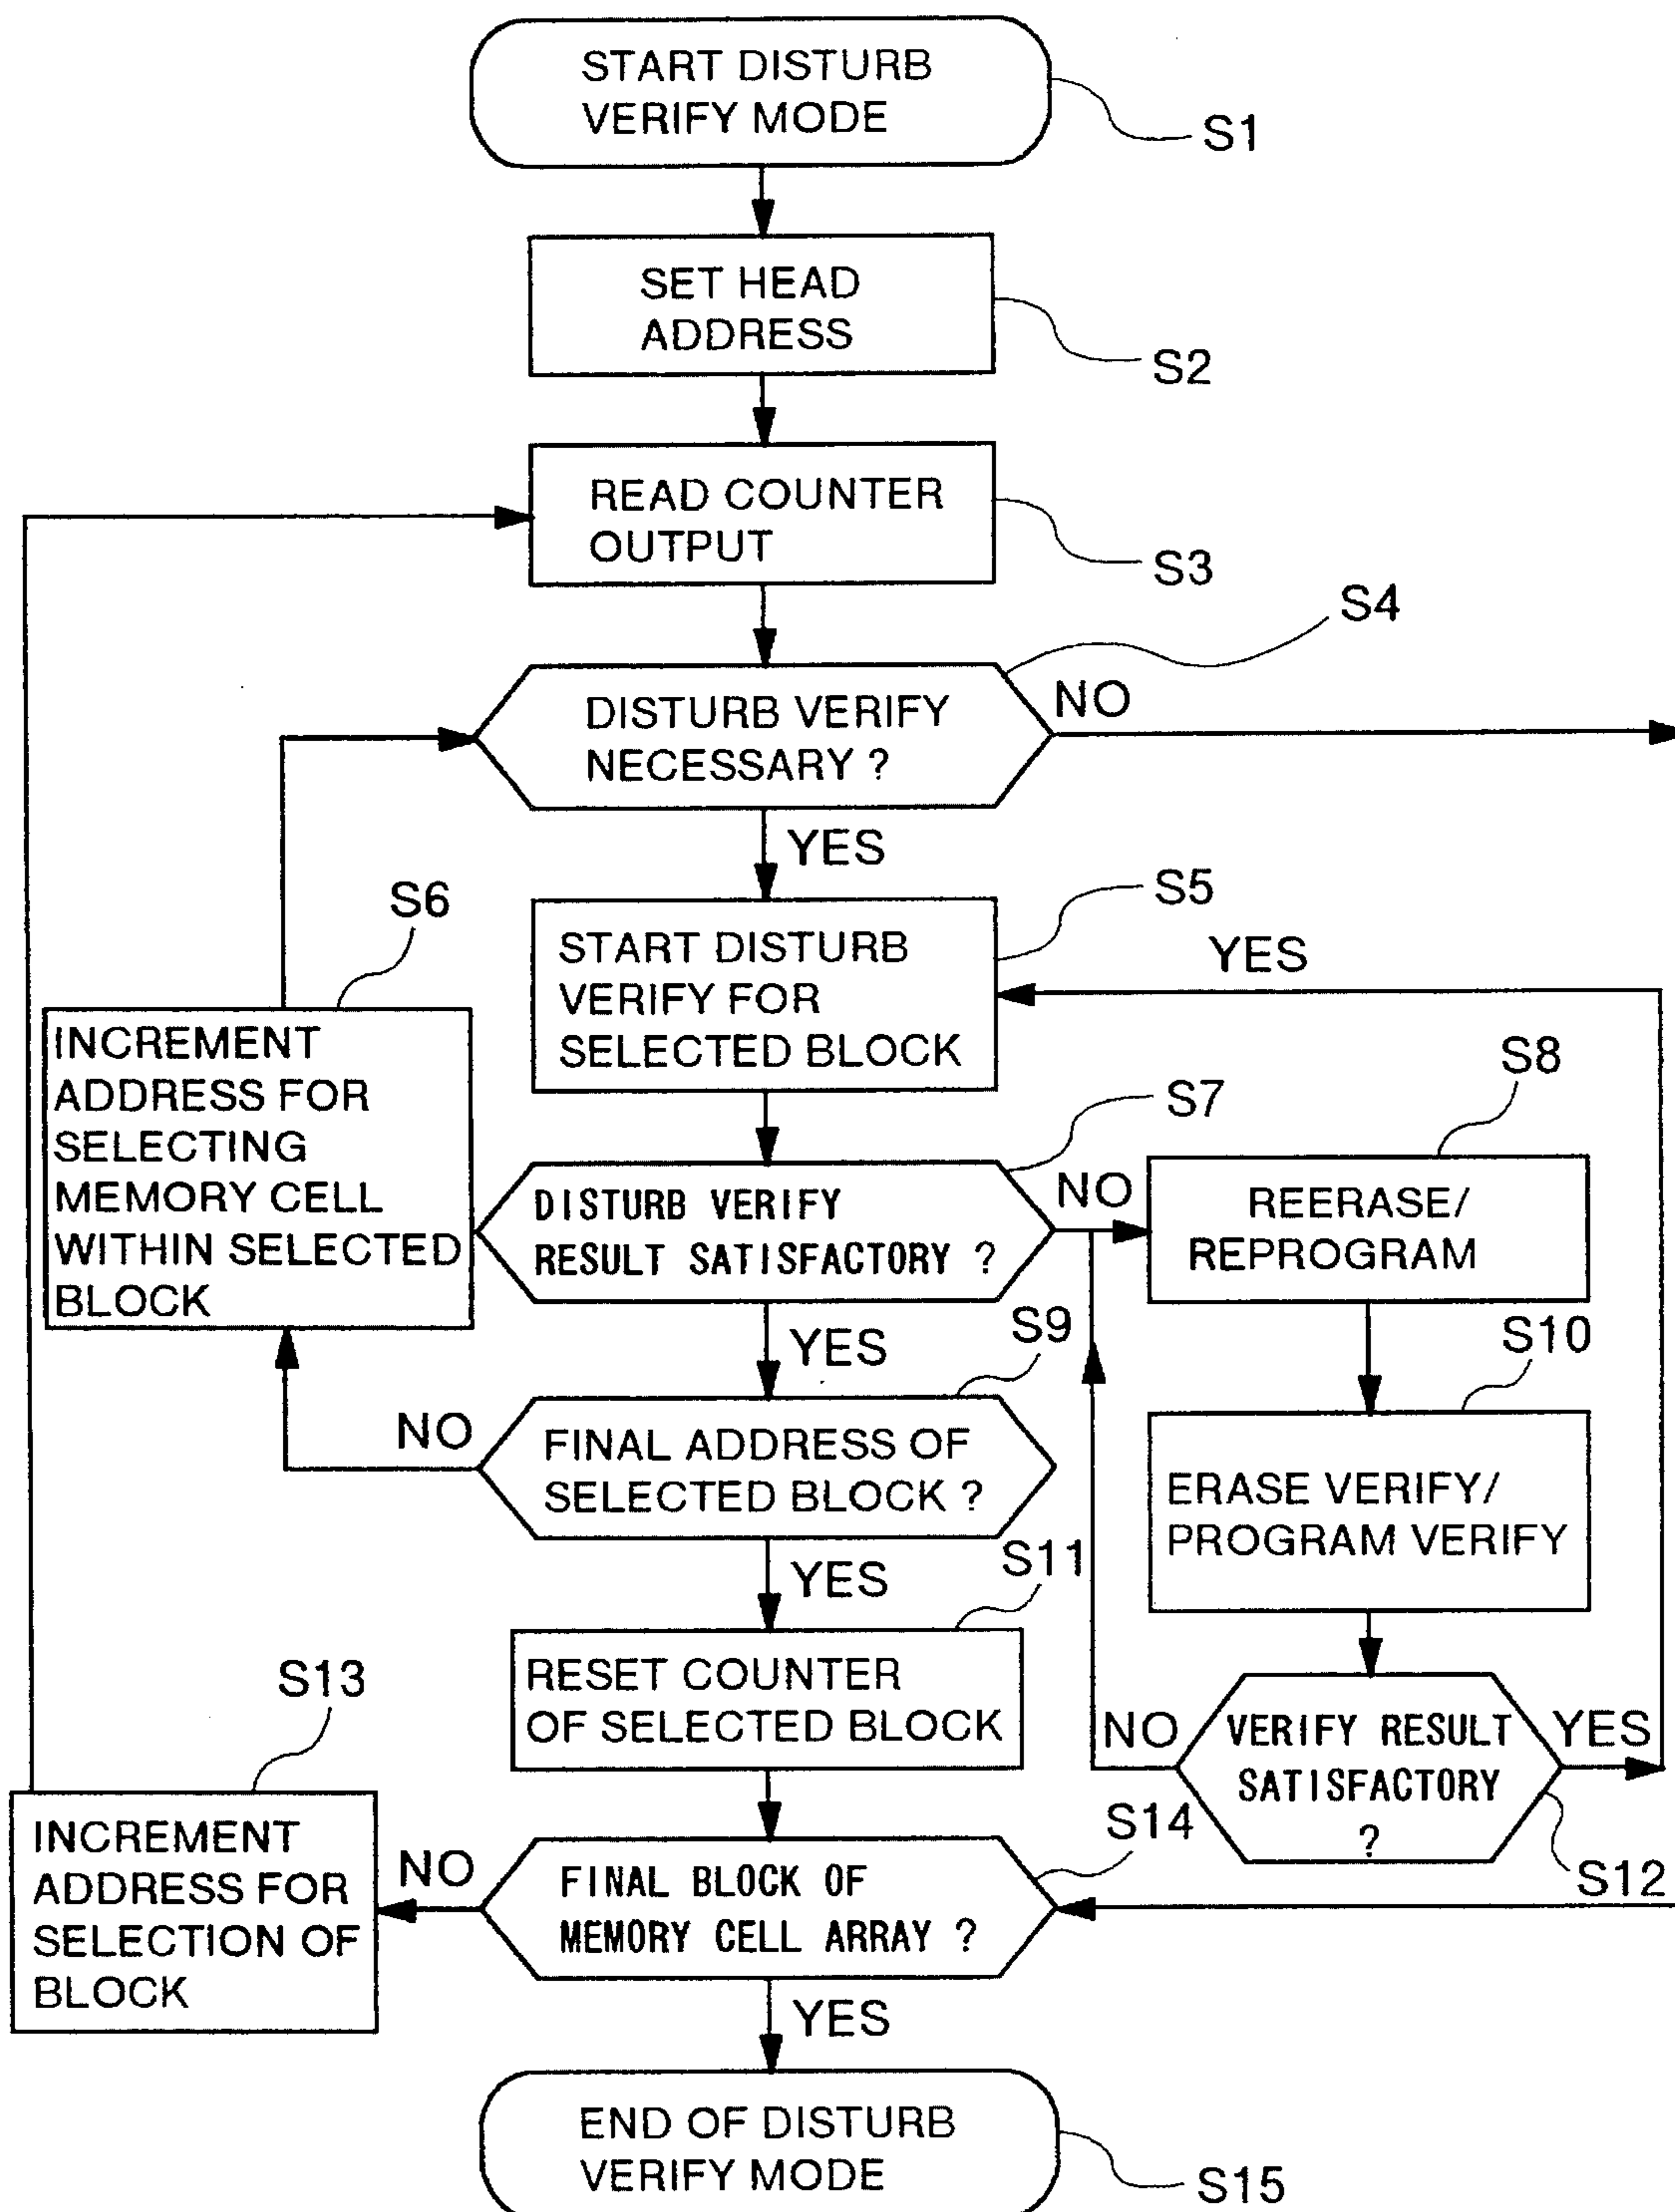 START DISTURB
VERIFY MODE
S1
SET HEAD
ADDRESS
S2
READ COUNTER
OUTPUT
S3
S4
DISTURB VERIFY
NECESSARY ?
NO
YES
S5
S6
START DISTURB
VERIFY FOR
SELECTED BLOCK
YES
INCREMENT
ADDRESS FOR
SELECTING
MEMORY CELL
WITHIN SELECTED
BLOCK
S7
S8
DISTURB VERIFY
RESULT SATISFACTORY ?
NO
REERASE/
REPROGRAM
YES
S9
S10
NO
FINAL ADDRESS OF
SELECTED BLOCK ?
ERASE VERIFY/
PROGRAM VERIFY
YES
S11
RESET COUNTER
OF SELECTED BLOCK
S13
NO
VERIFY RESULT
SATISFACTORY
?
YES
S12
S14
INCREMENT
ADDRESS FOR
SELECTION OF
BLOCK
NO
FINAL BLOCK OF
MEMORY CELL ARRAY ?
YES
END OF DISTURB
VERIFY MODE
S15